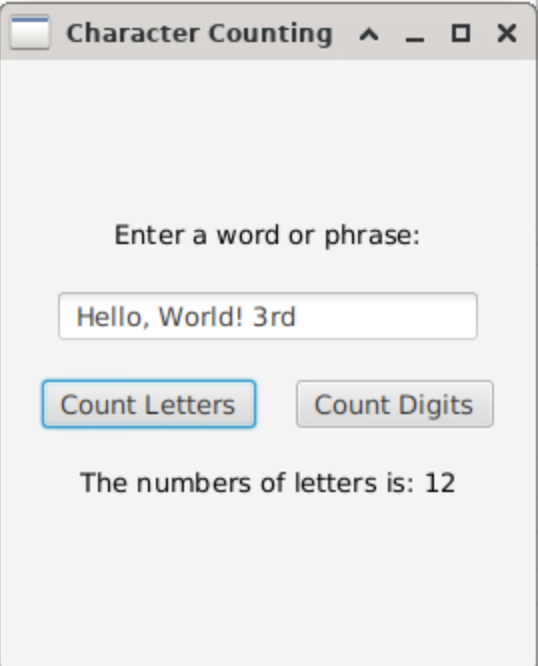 Character Counting
Enter a word or phrase:
Hello, World! 3rd
Count Letters Count Digits
The numbers of letters is: 12